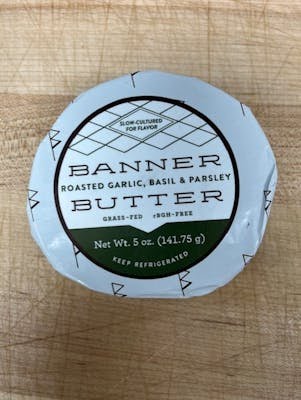 SLOW-CULTURED
FOR FLAVOR
BANNER
ROASTED GARLIC, BASIL & PARSLEY
BUTTER
GRASS-FED rBGH-FREE
Net Wt. 5 oz. (141.75 g)
KEEP REFRIGERATED